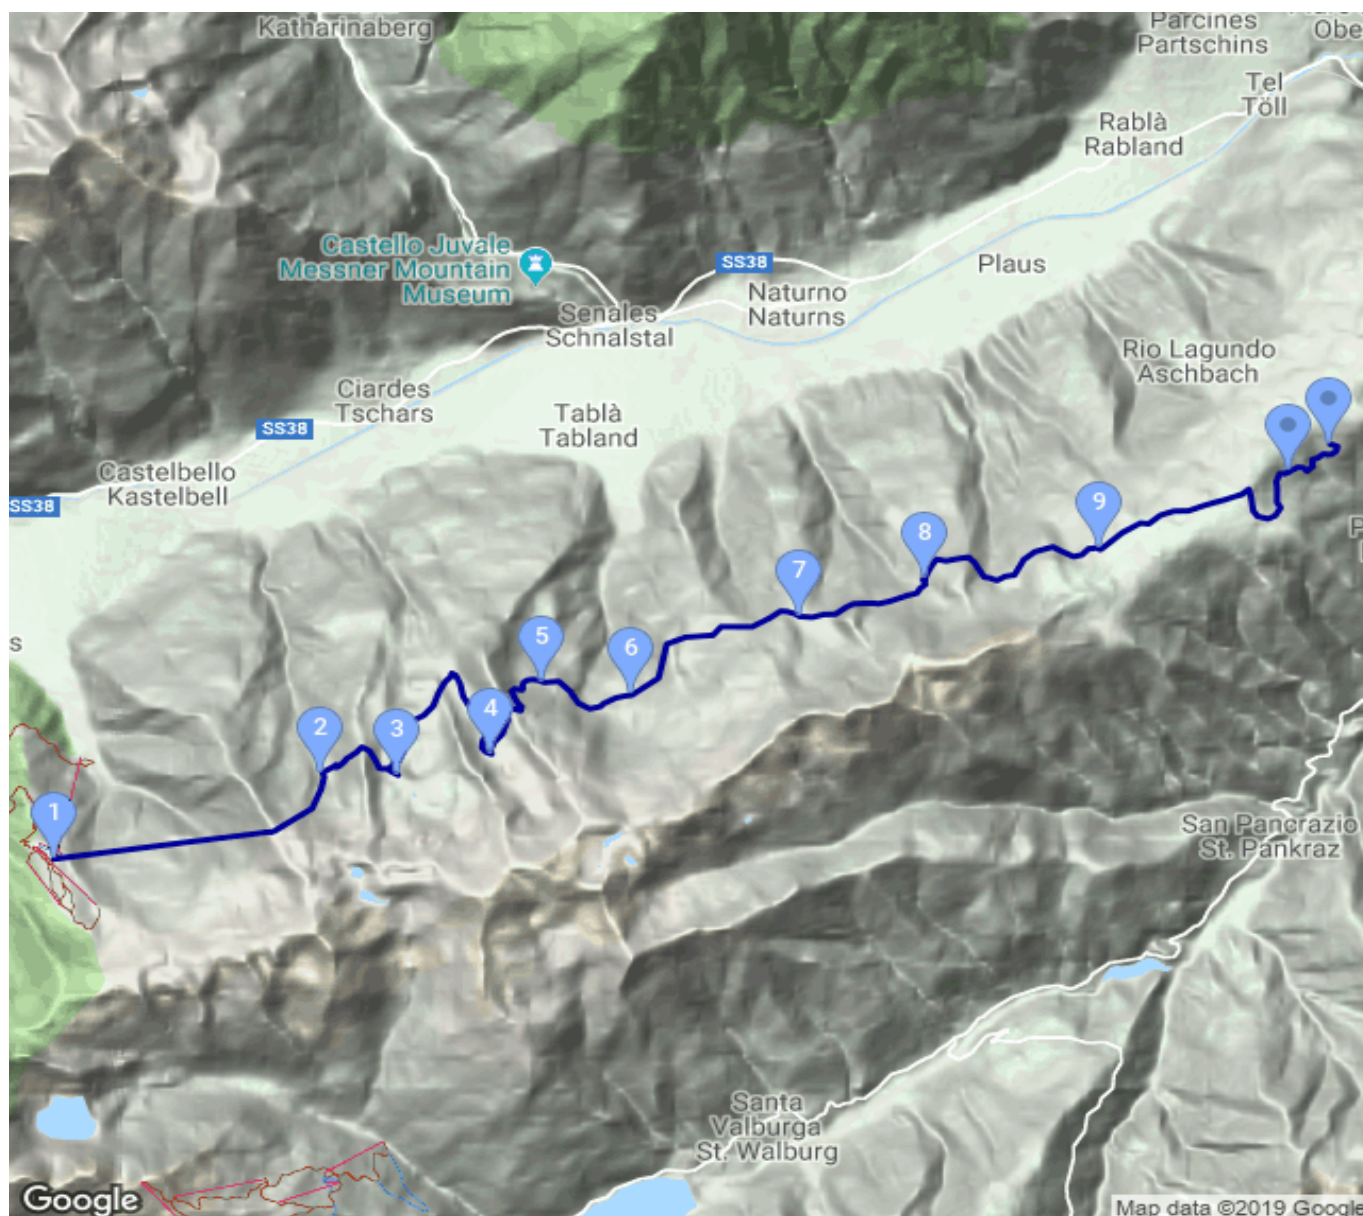 Katharinaberg
Parcines
Partschins
Obe
Tel
Töll
Rablà
Rabland
Castello Juvale
Messner Mountain
Museum
SS38
Plaus
Naturno
Naturns
Senales
Schnalstal
Rio Lagundo
Aschbach
Ciardes
Tschars
SS38
Tablà
Tabland
Castelbello
Kastelbell
SS38
9
8
7
6
5
4
3
2
1
s
San Pancrazio
St. Pankraz
Santa
Valburga
St. Walburg
Google
Map data ©2019 Google